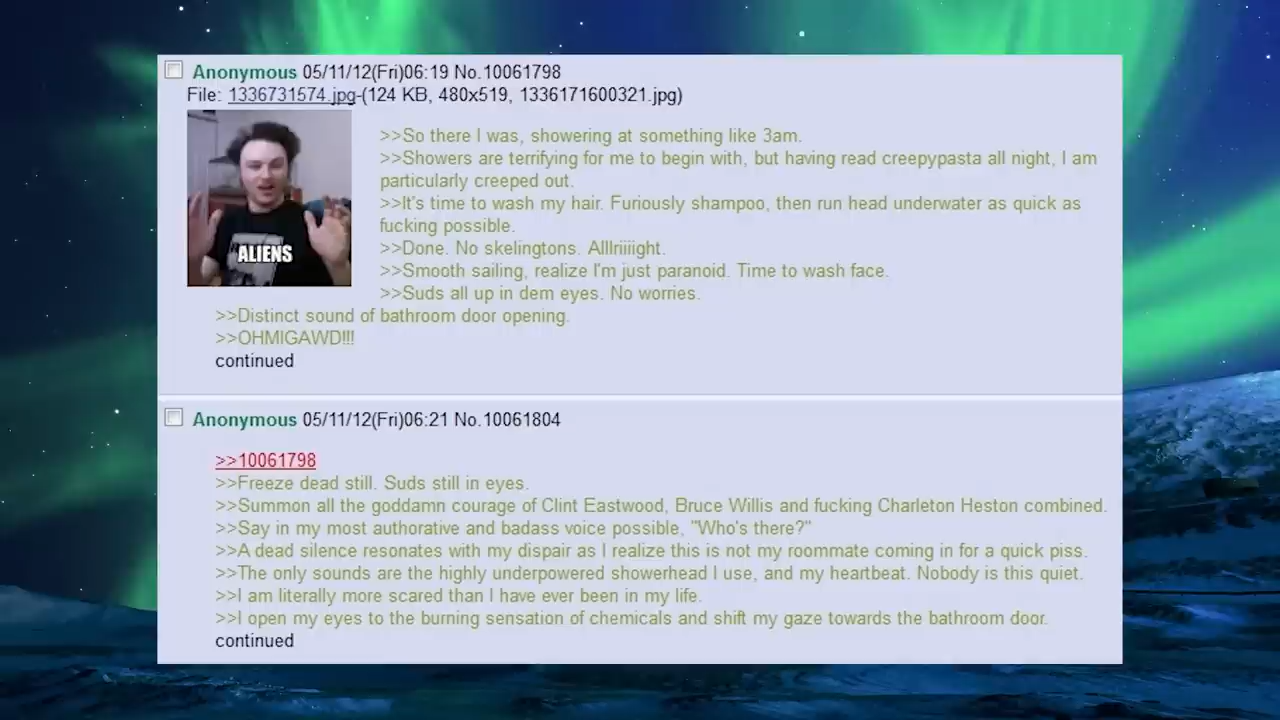 Anonymous 05/11/12(Fri)06:19 No.10061798
File: 1336731574.jpg-(124 KB, 480x519, 1336171600321.jpg)
>>So there I was, showering at something like 3am.
>>Showers are terrifying for me to begin with, but having read creepypasta all night, I am
particularly creeped out.
>>It's time to wash my hair. Furiously shampoo, then run head underwater as quick as
fucking possible.
>>Done. No skelingtons. Alllriiiight.
>>Smooth sailing, realize I'm just paranoid. Time to wash face.
>>Suds all up in dem eyes. No worries.
ALIENS
>>Distinct sound of bathroom door opening.
>>OHMIGAWD!!!
continued
Anonymous 05/11/12(Fri)06:21 No.10061804
>>10061798
>>Freeze dead still. Suds still in eyes.
>>Summon all the goddamn courage of Clint Eastwood, Bruce Willis and fucking Charleton Heston combined.
>>Say in my most authorative and badass voice possible, "Who's there?"
>>A dead silence resonates with my dispair as I realize this is not my roommate coming in for a quick piss.
>>The only sounds are the highly underpowered showerhead I use, and my heartbeat. Nobody is this quiet.
>>I am literally more scared than I have ever been in my life.
>>I open my eyes to the burning sensation of chemicals and shift my gaze towards the bathroom door.
continued